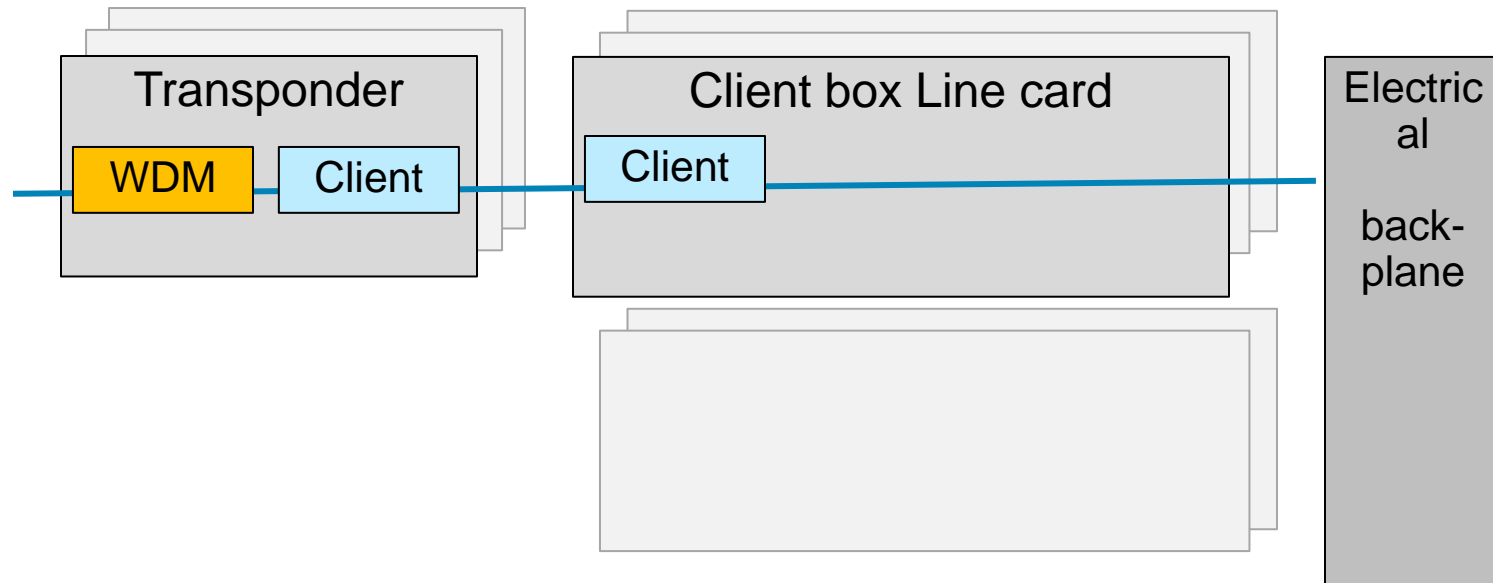 Transponder
Client box Line card
Electric
al
back-
plane
WDM
Client
Client